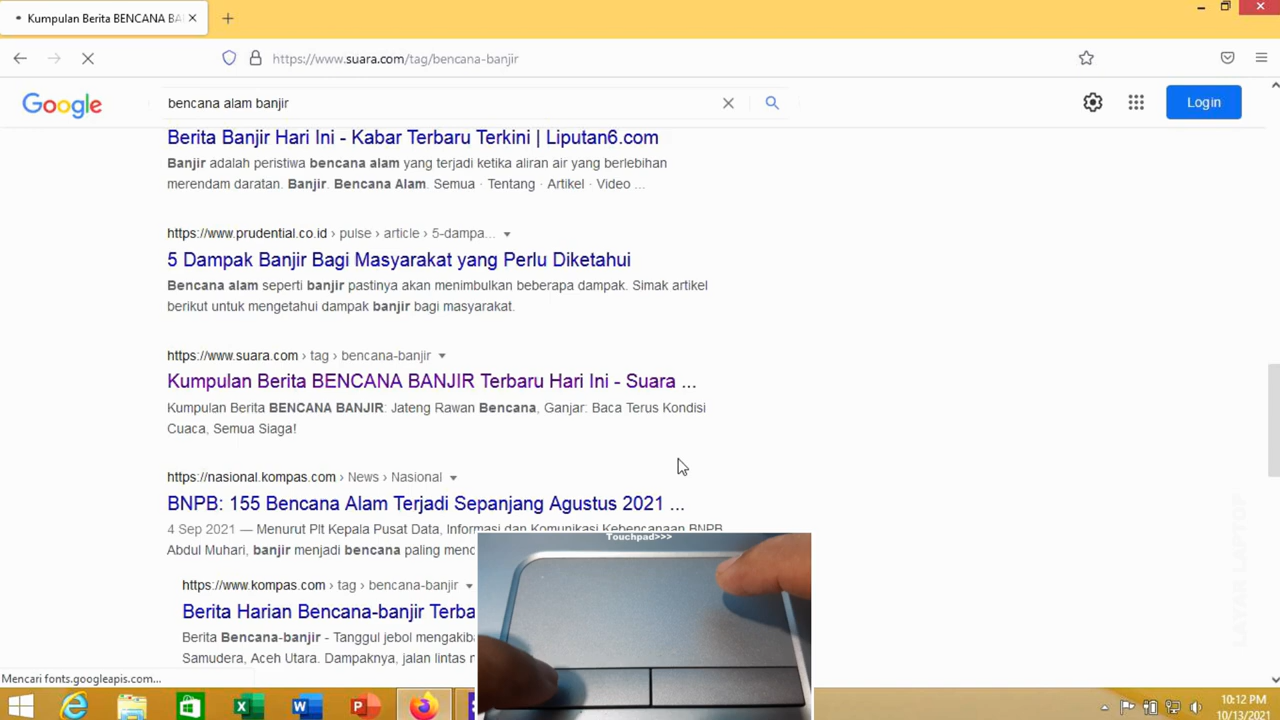 Kumpulan Berita BENCANA BA
https://www.suara.com/tag/bencana-banjir
Google
bencana alam banjir
Login
Berita Banjir Hari Ini - Kabar Terbaru Terkini | Liputan6.com
Banjir adalah peristiwa bencana alam yang terjadi ketika aliran air yang berlebihan
merendam daratan. Banjir. Bencana Alam. Semua · Tentang · Artikel · Video ...
https://www.prudential.co.id › pulse › article › 5-dampa...
5 Dampak Banjir Bagi Masyarakat yang Perlu Diketahui
Bencana alam seperti banjir pastinya akan menimbulkan beberapa dampak. Simak artikel
berikut untuk mengetahui dampak banjir bagi masyarakat.
https://www.suara.com › tag › bencana-banjir
Kumpulan Berita BENCANA BANJIR Terbaru Hari Ini - Suara ...
Kumpulan Berita BENCANA BANJIR: Jateng Rawan Bencana, Ganjar: Baca Terus Kondisi
Cuaca, Semua Siaga!
https://nasional.kompas.com › News › Nasional
BNPB: 155 Bencana Alam Terjadi Sepanjang Agustus 2021 ...
4 Sep 2021 — Menurut Plt Kepala Pusat Data, Informasi dan Komunikasi Kebencanaan BNPB
Abdul Muhari, banjir menjadi bencana paling menc
Touchpad>>>
https://www.kompas.com › tag › bencana-banjir
Berita Harian Bencana-banjir Terba
Berita Bencana-banjir - Tanggul jebol mengakiba
Samudera, Aceh Utara. Dampaknya, jalan lintas n
LAYAR LAPTOP
Mencari fonts.googleapis.com...
10:12 PM
10/13/2021